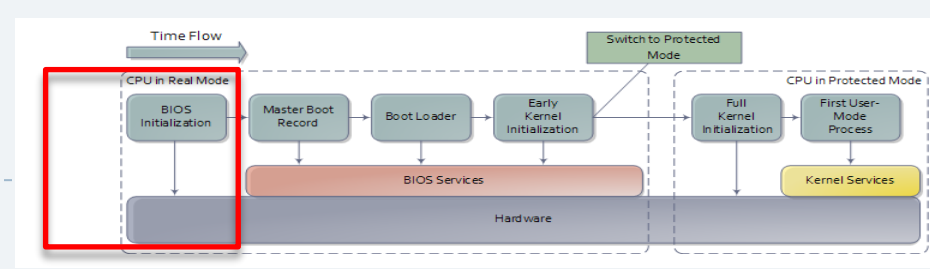 Time Flow
Switch to Protected
Mode
CPU in Real Mode
CPU in Protected Mode
BIOS
Initialization
Master Boot
Record
Boot Loader
Early
Kernel
Initialization
Full
Kernel
Initialization
First User-
Mode
Process
BIOS Services
Kernel Services
Hardware